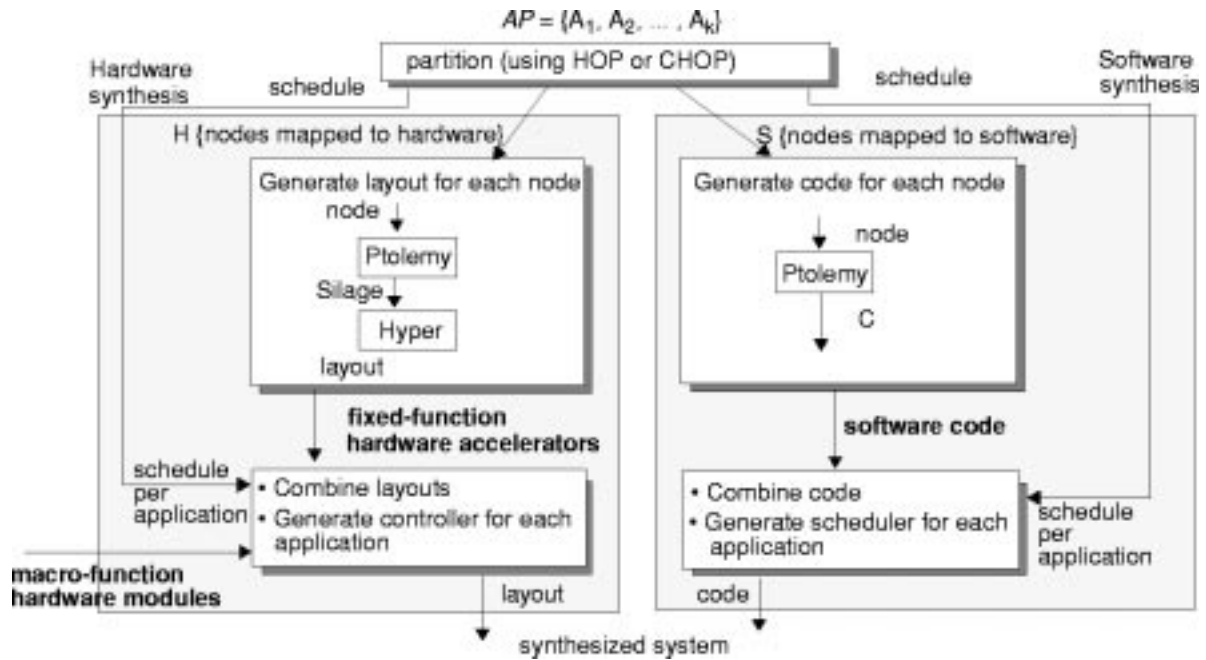 AP = {A1, A2, ... , Ak}
partition (using HOP or CHOP)
Hardware
synthesis
schedule
schedule
Software
synthesis
H {nodes mapped to hardware}
Generate layout for each node
node
Ptolemy
Silage
Hyper
layout
fixed-function
hardware accelerators
schedule
per
application
• Combine layouts
• Generate controller for each
application
macro-function
hardware modules
layout
S {nodes mapped to software}
Generate code for each node
node
Ptolemy
C
software code
• Combine code
• Generate scheduler for each
application
schedule
per
application
code
synthesized system